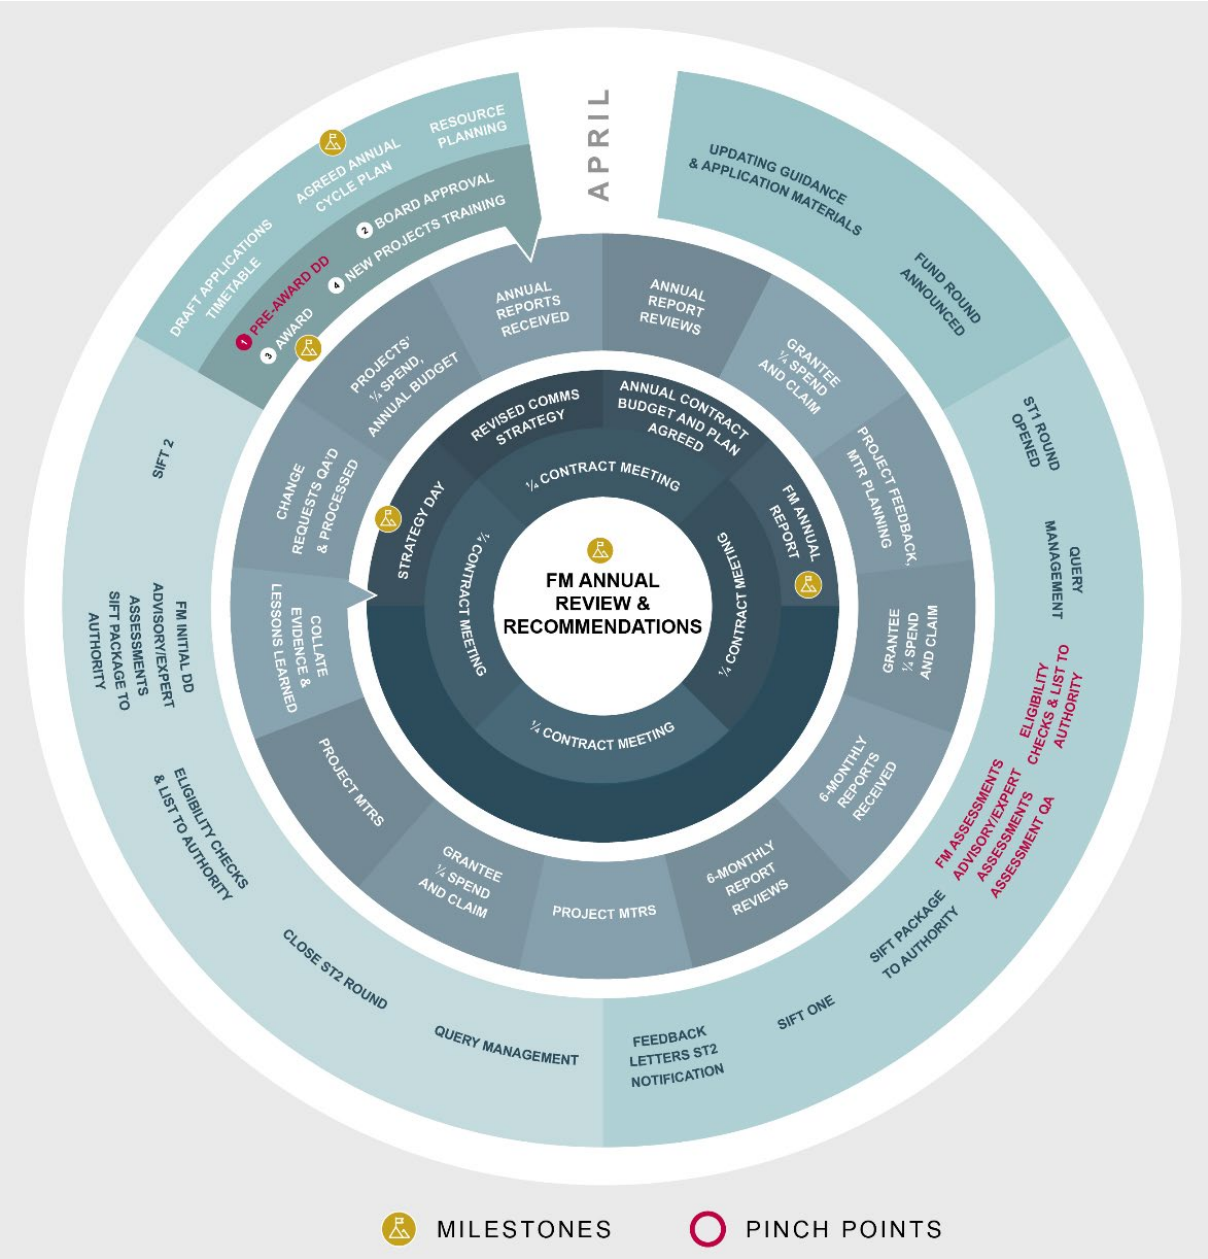 APRIL
UPDATING GUIDANCE
& APPLICATION MATERIALS
FUND ROUND
ANNOUNCED
ST1 ROUND
OPENED
QUERY
MANAGEMENT
ELIGIBILITY
CHECKS & LIST TO
AUTHORITY
FM ASSESSMENTS
ADVISORY/EXPERT
ASSESSMENTS
ASSESSMENT QA
SIFT PACKAGE
TO AUTHORITY
SIFT ONE
FEEDBACK
LETTERS ST2
NOTIFICATION
QUERY MANAGEMENT
CLOSE ST2 ROUND
ELIGIBILITY CHECKS
& LIST TO AUTHORITY
FM INITIAL DD
ADVISORY/EXPERT
ASSESSMENTS
SIFT PACKAGE TO
AUTHORITY
SIFT 2
DRAFT APPLICATIONS
TIMETABLE
AGREED ANNUAL
CYCLE PLAN
RESOURCE
PLANNING
1 PRE-AWARD DD
2 BOARD APPROVAL
3 AWARD
4 NEW PROJECTS TRAINING
ANNUAL
REPORT
REVIEWS
GRANTEE
¼ SPEND
AND CLAIM
PROJECT FEEDBACK,
MTR PLANNING
GRANTEE
¼ SPEND
AND CLAIM
6-MONTHLY
REPORTS
RECEIVED
6-MONTHLY
REPORT
REVIEWS
PROJECT MTRS
GRANTEE
¼ SPEND
AND CLAIM
PROJECT MTRS
COLLATE
EVIDENCE &
LESSONS LEARNED
CHANGE
REQUESTS QA'D
& PROCESSED
PROJECTS'
¼ SPEND,
ANNUAL BUDGET
ANNUAL
REPORTS
RECEIVED
ANNUAL CONTRACT
BUDGET AND PLAN
AGREED
FM ANNUAL
REPORT
STRATEGY DAY
REVISED COMMS
STRATEGY
¼ CONTRACT MEETING
¼ CONTRACT MEETING
¼ CONTRACT MEETING
¼ CONTRACT MEETING
FM ANNUAL
REVIEW &
RECOMMENDATIONS
MILESTONES
PINCH POINTS